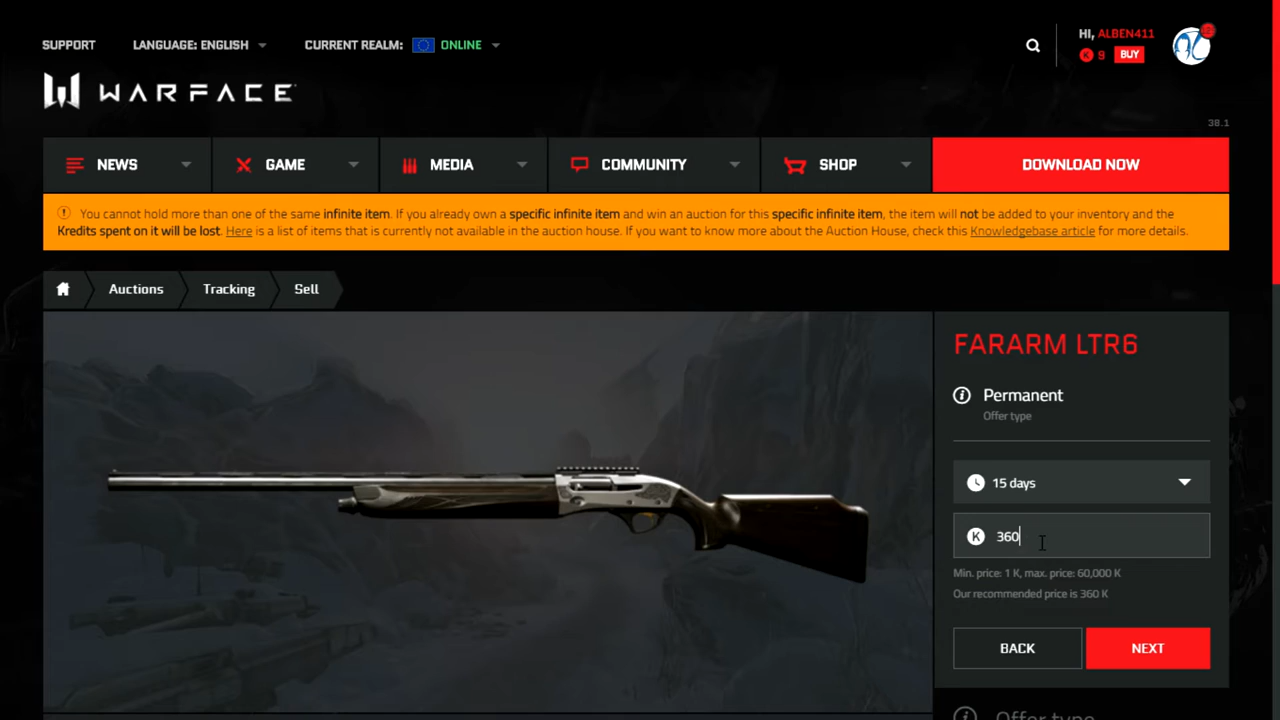 SUPPORT LANGUAGE: ENGLISH CURRENT REALM: ONLINE
HI, ALBEN411
K 9 BUY
WARFACE
38.1
NEWS GAME MEDIA COMMUNITY SHOP DOWNLOAD NOW
You cannot hold more than one of the same infinite item. If you already own a specific infinite item and win an auction for this specific infinite item, the item will not be added to your inventory and the
Kredits spent on it will be lost. Here is a list of items that is currently not available in the auction house. If you want to know more about the Auction House, check this Knowledgebase article for more details.
Auctions Tracking Sell
FARARM LTR6
Permanent
Offer type
15 days
K 360
Min. price: 1 K, max. price: 60,000 K
Our recommended price is 360 K
BACK NEXT
Offer type